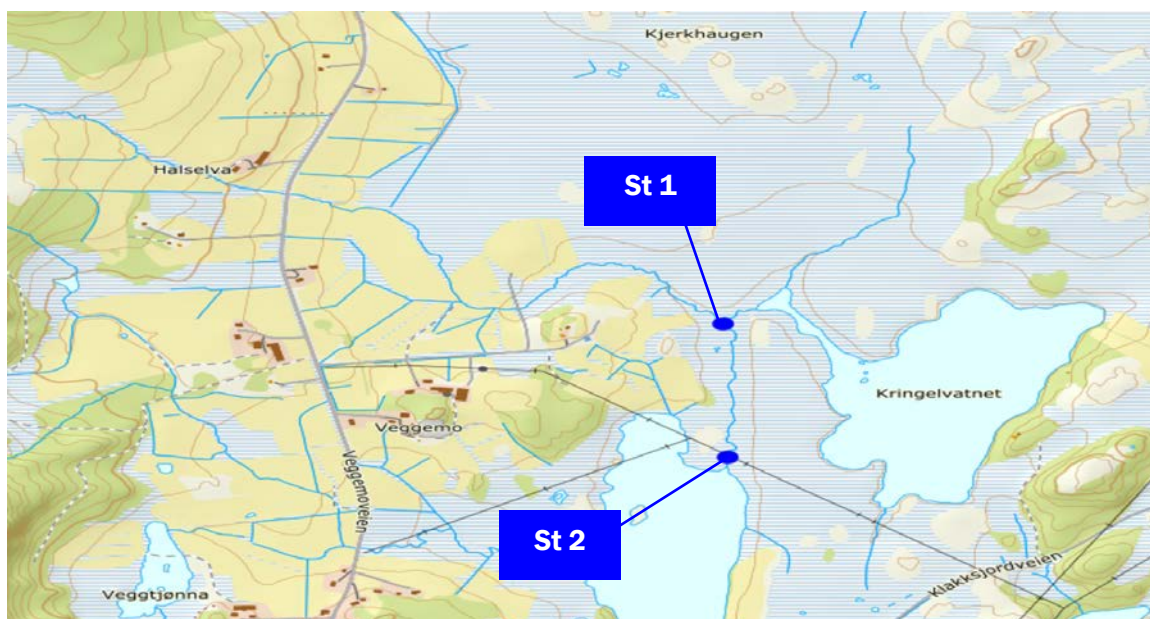 Kjerkhaugen
Halselva
St 1
Kringelvatnet
Veggemo
Veggemoveien
St 2
Klakksjordveien
Veggtjønna